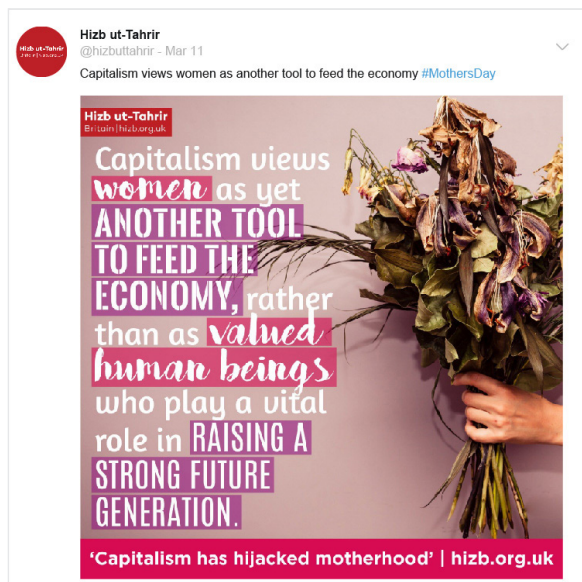 Hizb ut-Tahrir
@hizbuttahrir - Mar 11
Hizb ut-Tahrir
Capitalism views women as another tool to feed the economy #MothersDay
Hizb ut-Tahrir
Britain|hizb.org.uk
Capitalism views
women as yet
ANOTHER TOOL
TO FEED THE
ECONOMY, rather
than as valued
human beings
who play a vital
role in RAISING A
STRONG FUTURE
GENERATION.
'Capitalism has hijacked motherhood' | hizb.org.uk